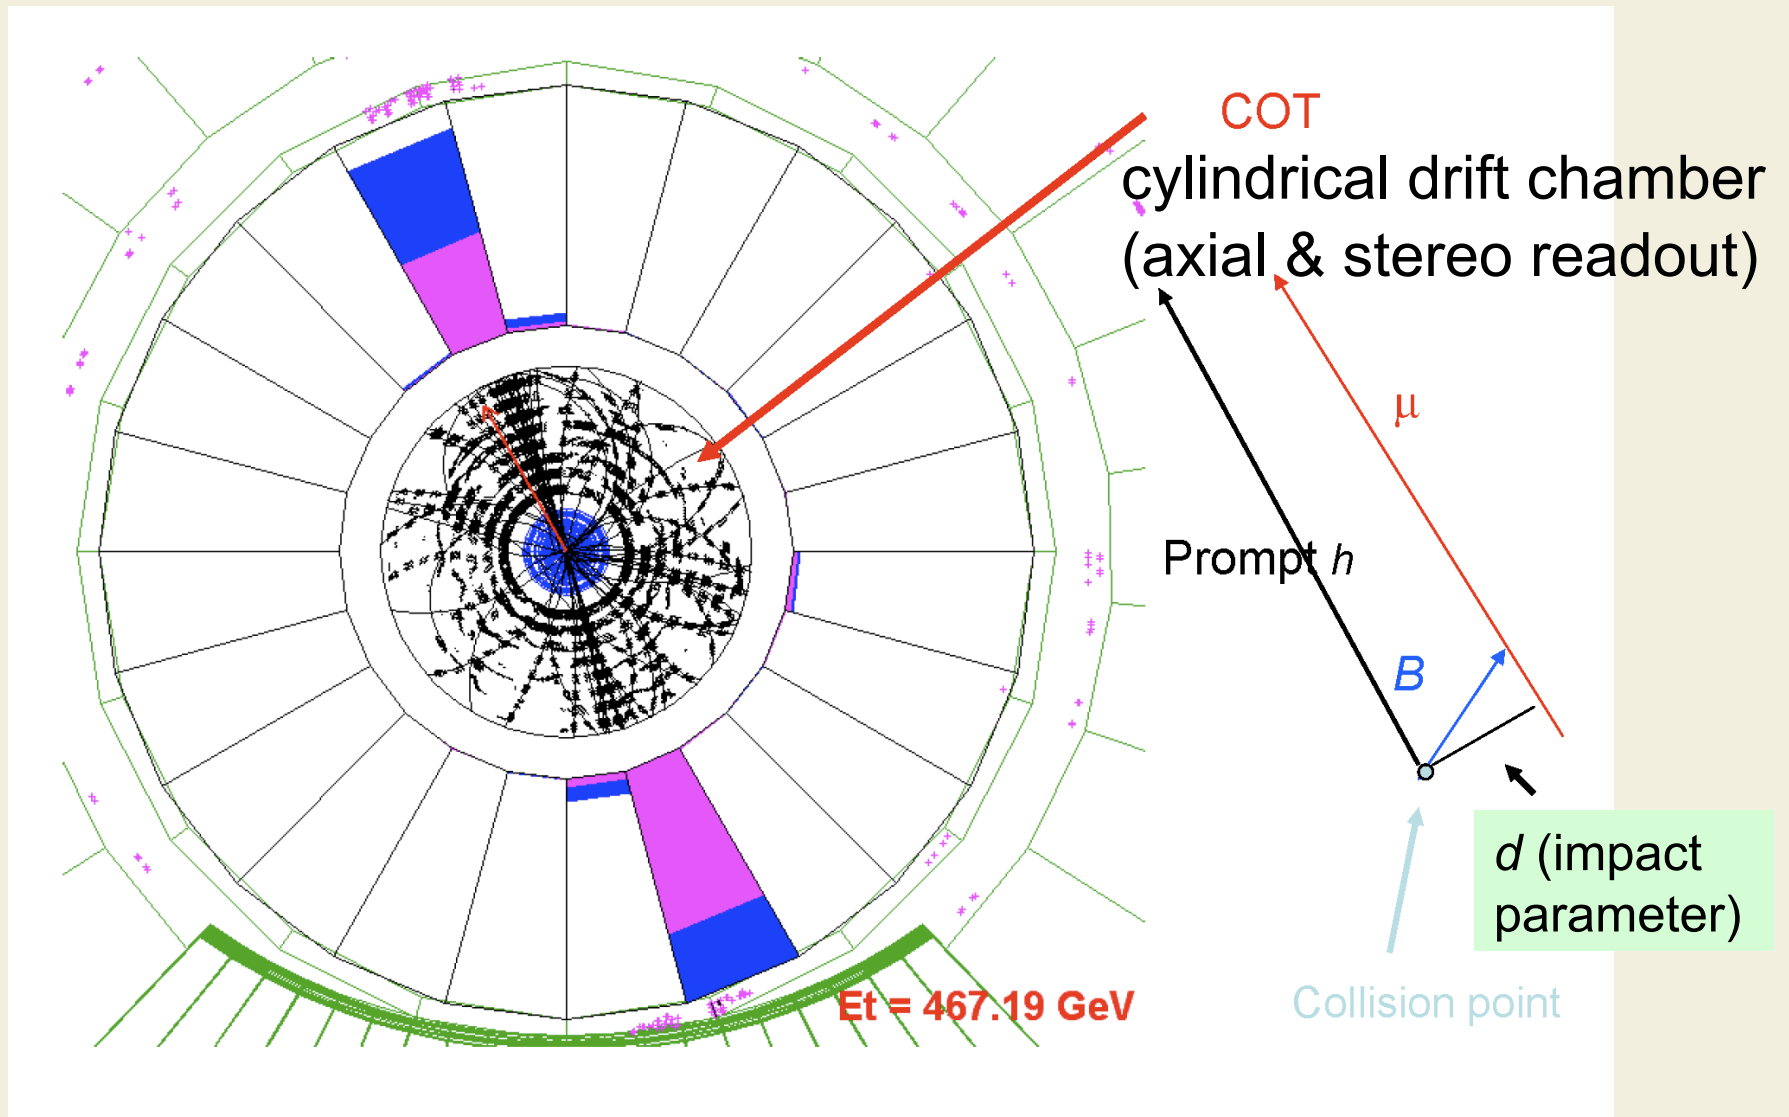 COT
cylindrical drift chamber
(axial & stereo readout)
μ
Prompt h
B
d (impact
parameter)
Et = 467.19 GeV
Collision point